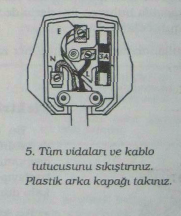 E
N
5. Tüm vidaları ve kablo
tutucusunu sıkıştırınız.
Plastik arka kapağı takınız.